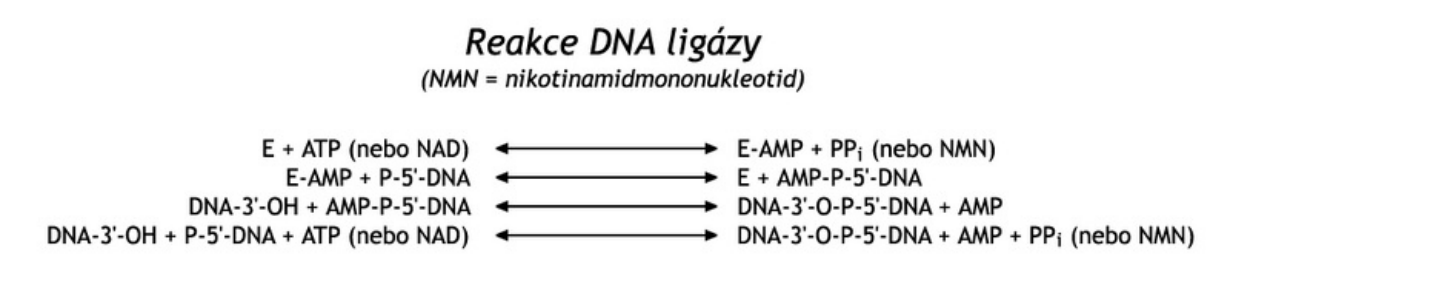 Reakce DNA ligázy
(NMN = nikotinamidmononukleotid)
E + ATP (nebo NAD) ⟷ E-AMP + PPi (nebo NMN)
E-AMP + P-5'-DNA ⟷ E + AMP-P-5'-DNA
DNA-3'-OH + AMP-P-5'-DNA ⟷ DNA-3'-O-P-5'-DNA + AMP
DNA-3'-OH + P-5'-DNA + ATP (nebo NAD) ⟷ DNA-3'-O-P-5'-DNA + AMP + PPi (nebo NMN)